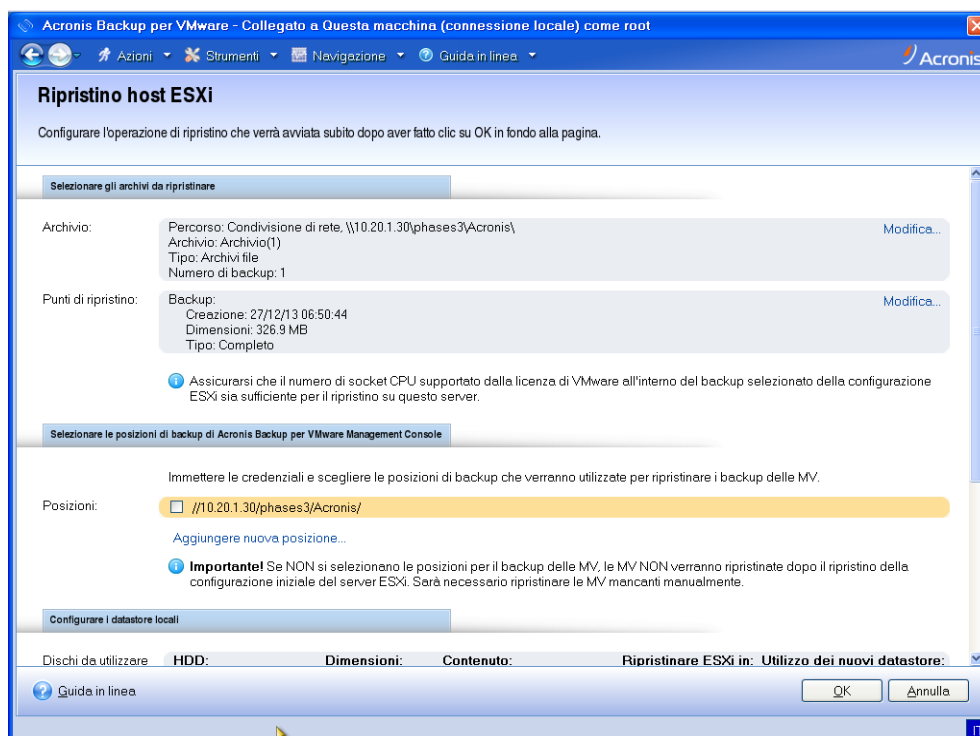 Acronis Backup per VMware - Collegato a Questa macchina (connessione locale) come root
Azioni Strumenti Navigazione Guida in linea Acronis
Ripristino host ESXi
Configurare l'operazione di ripristino che verrà avviata subito dopo aver fatto clic su OK in fondo alla pagina.
Selezionare gli archivi da ripristinare
Archivio: Percorso: Condivisione di rete, \\10.20.1.30\phases3\Acronis\ Modifica...
Archivio: Archivio(1)
Tipo: Archivi file
Numero di backup: 1
Punti di ripristino: Backup: Modifica...
Creazione: 27/12/13 06:50:44
Dimensioni: 326.9 MB
Tipo: Completo
Assicurarsi che il numero di socket CPU supportato dalla licenza di VMware all'interno del backup selezionato della configurazione
ESXi sia sufficiente per il ripristino su questo server.
Selezionare le posizioni di backup di Acronis Backup per VMware Management Console
Immettere le credenziali e scegliere le posizioni di backup che verranno utilizzate per ripristinare i backup delle MV.
Posizioni: //10.20.1.30/phases3/Acronis/
Aggiungere nuova posizione...
Importante! Se NON si selezionano le posizioni per il backup delle MV, le MV NON verranno ripristinate dopo il ripristino della
configurazione iniziale del server ESXi. Sarà necessario ripristinare le MV mancanti manualmente.
Configurare i datastore locali
Dischi da utilizzare HDD: Dimensioni: Contenuto: Ripristinare ESXi in: Utilizzo dei nuovi datastore:
Guida in linea OK Annulla
IT